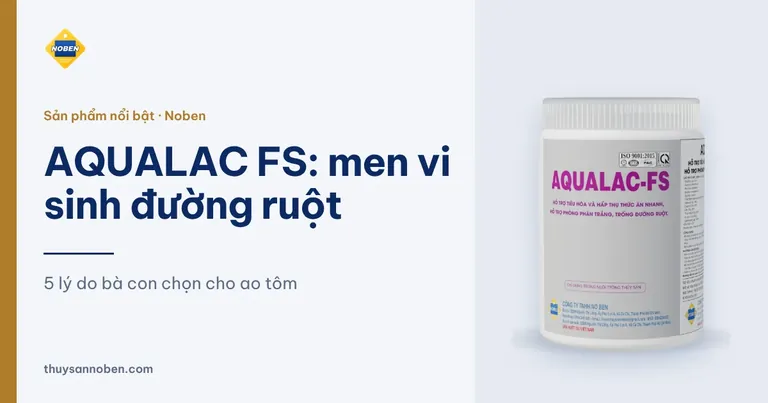 NOBEN
Sản phẩm nổi bật · Noben
AQUALAC FS: men vi
sinh đường ruột
5 lý do bà con chọn cho ao tôm
thuysannoben.com
ISO 9001:2015
AQUALAC-FS
HỖ TRỢ TIÊU HÓA VÀ HẤP THỤ THỨC ĂN NHANH,
HỖ TRỢ PHÒNG PHÂN TRẮNG, TRỐNG ĐƯỜNG RUỘT.
CÔNG TY TNHH NO BEN